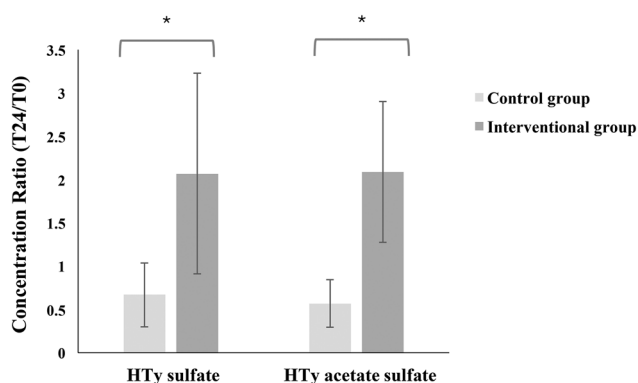 * *
Concentration Ratio (T24/T0)
3.5
3
2.5
2
1.5
1
0.5
0
HTy sulfate HTy acetate sulfate
Control group
Interventional group